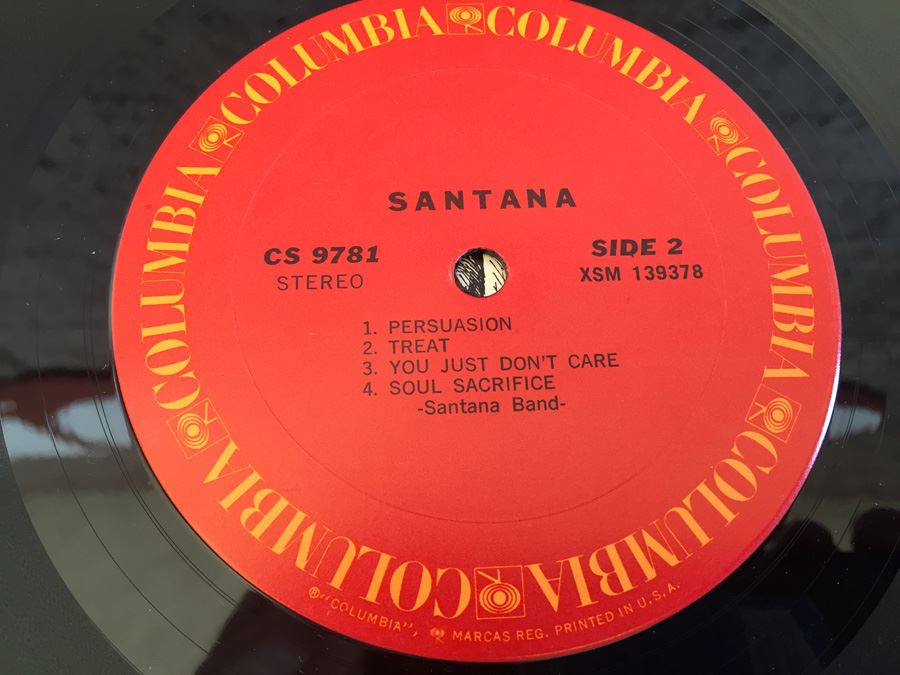 COLUMBIA COLUMBIA COLUMBIA COLUMBIA COLUMBIA COLUMBIA
SANTANA
CS 9781
STEREO
SIDE 2
XSM 139378
1. PERSUASION
2. TREAT
3. YOU JUST DON'T CARE
4. SOUL SACRIFICE
-Santana Band-
®"COLUMBIA", MARCAS REG. PRINTED IN U.S.A.